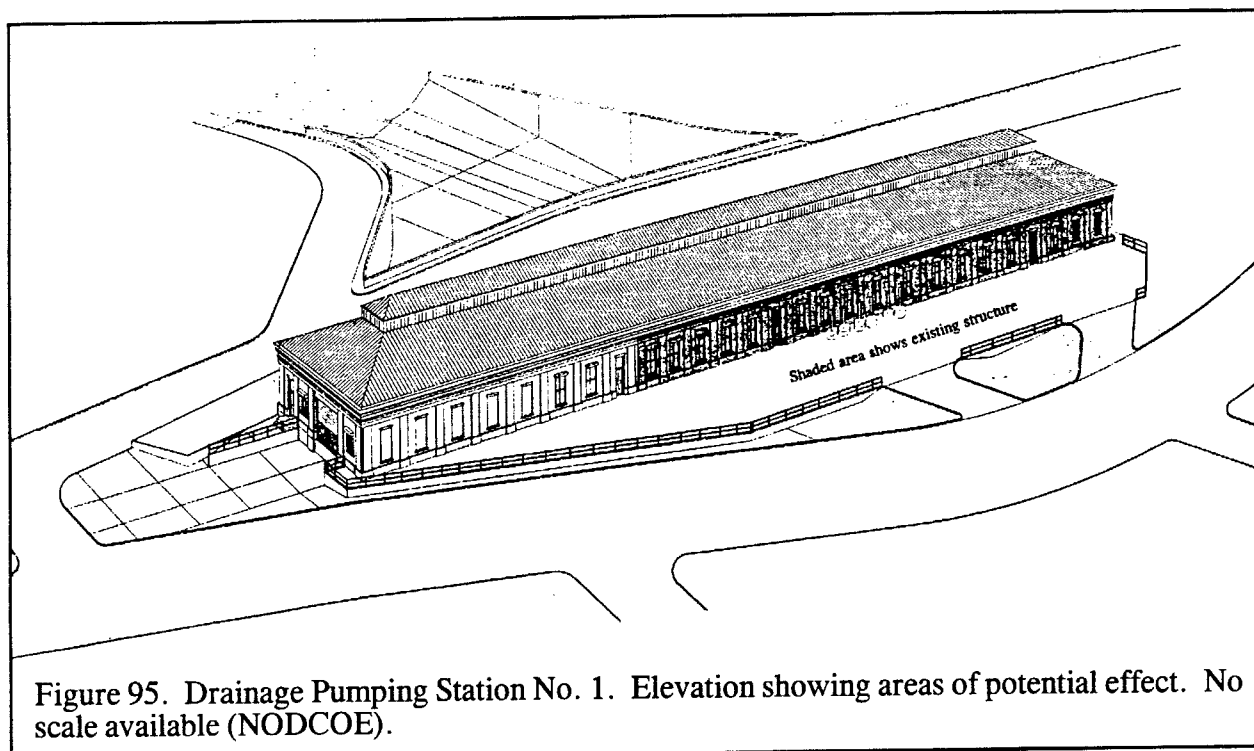 Shaded area shows existing structure
Figure 95. Drainage Pumping Station No. 1. Elevation showing areas of potential effect. No
scale available (NODCOE).